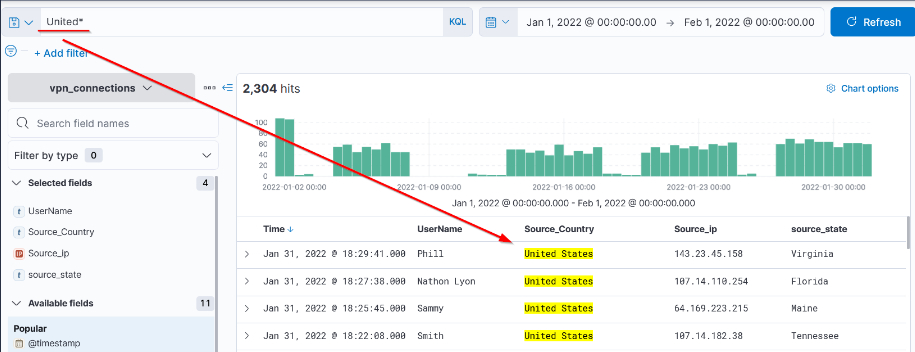 United* KQL Jan 1, 2022 @ 00:00:00.00 → Feb 1, 2022 @ 00:00:00.00 Refresh
+ Add filter
vpn_connections
2,304 hits Chart options
Search field names
Filter by type 0
Selected fields 4
t UserName
t Source_Country
IP Source_Ip
t source_state
Available fields 11
Popular
@timestamp
100
80
60
40
20
0
2022-01-02 00:00 2022-01-09 00:00 2022-01-16 00:00 2022-01-23 00:00 2022-01-30 00:00
Jan 1, 2022 @ 00:00:00.00 - Feb 1, 2022 @ 00:00:00.000
Time ↓ UserName Source_Country Source_ip source_state
Jan 31, 2022 @ 18:29:41.000 Phill United States 143.23.45.158 Virginia
Jan 31, 2022 @ 18:27:38.000 Nathon Lyon United States 107.14.110.254 Florida
Jan 31, 2022 @ 18:25:45.000 Sammy United States 64.169.223.215 Maine
Jan 31, 2022 @ 18:22:08.000 Smith United States 107.14.182.38 Tennessee